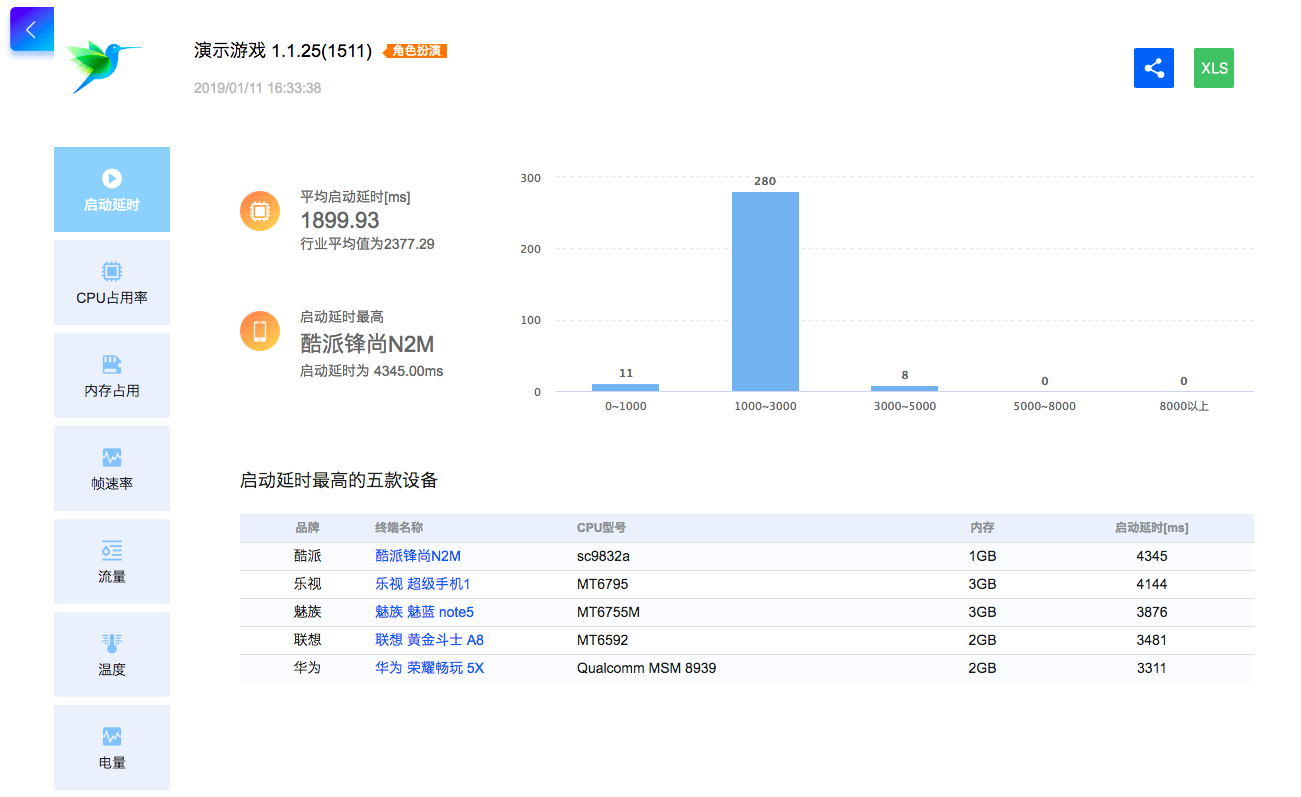 演示游戏 1.1.25(1511) 角色扮演
2019/01/11 16:33:38
XLS
启动延时
CPU占用率
内存占用
帧速率
流量
温度
电量
平均启动延时[ms]
1899.93
行业平均值为2377.29
启动延时最高
酷派锋尚N2M
启动延时为 4345.00ms
300
200
100
0
11
280
8
0
0
0~1000 1000~3000 3000~5000 5000~8000 8000以上
启动延时最高的五款设备
品牌 终端名称 CPU型号 内存 启动延时[ms]
酷派 酷派锋尚N2M sc9832a 1GB 4345
乐视 乐视 超级手机1 MT6795 3GB 4144
魅族 魅族 魅蓝 note5 MT6755M 3GB 3876
联想 联想 黄金斗士 A8 MT6592 2GB 3481
华为 华为 荣耀畅玩 5X Qualcomm MSM 8939 2GB 3311